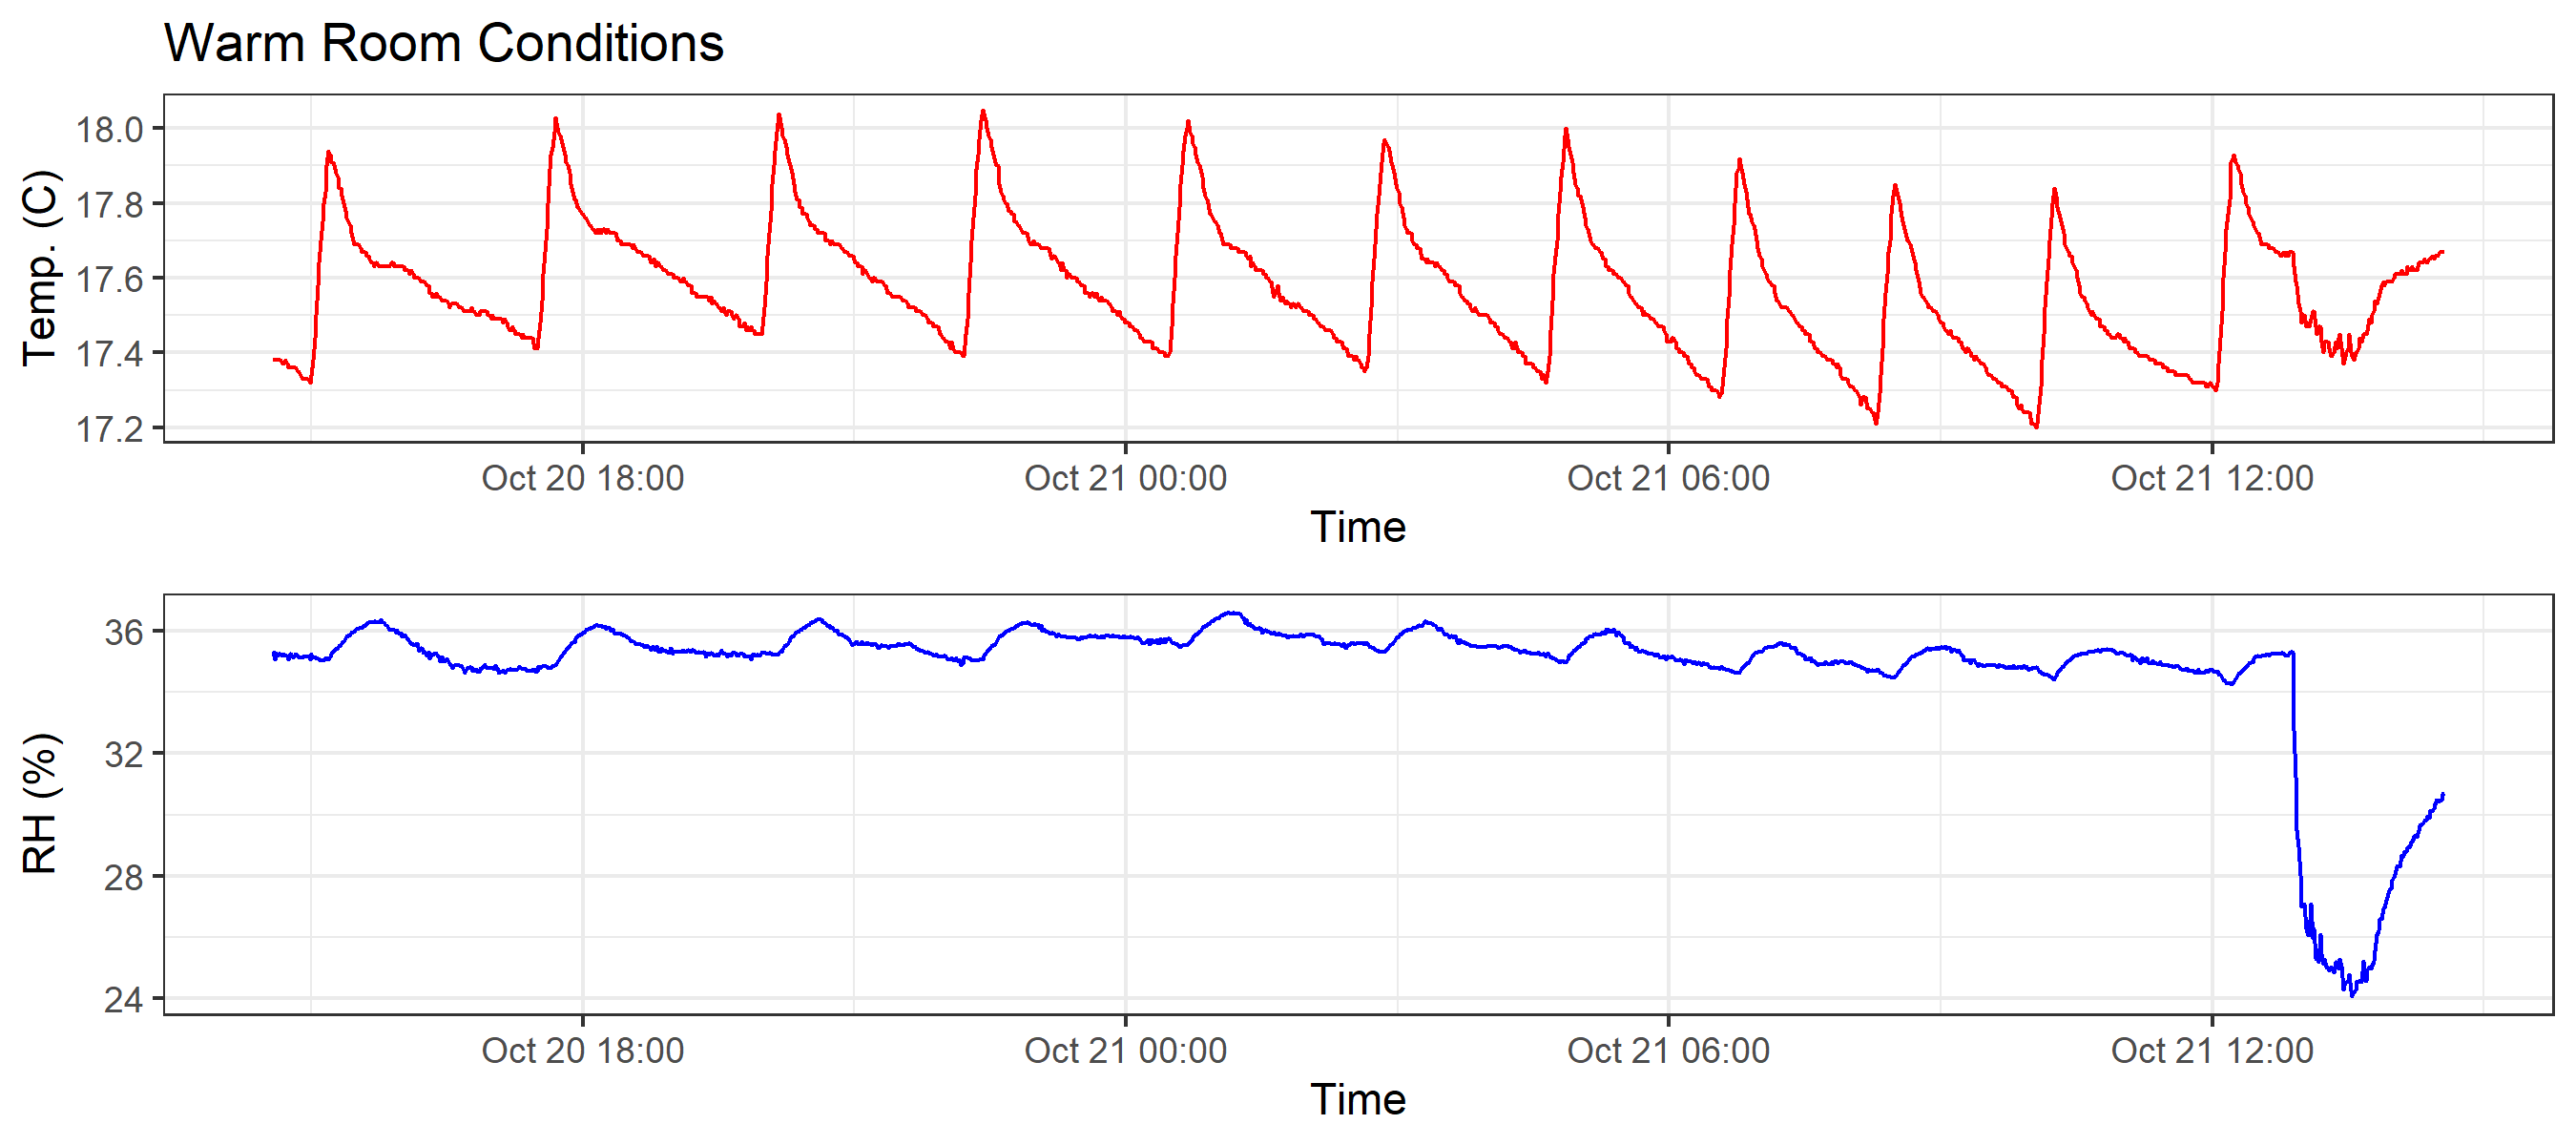 Warm Room Conditions
Temp. (C)
18.0
17.8
17.6
17.4
17.2
Oct 20 18:00 Oct 21 00:00 Oct 21 06:00 Oct 21 12:00
Time
RH (%)
36
32
28
24
Oct 20 18:00 Oct 21 00:00 Oct 21 06:00 Oct 21 12:00
Time